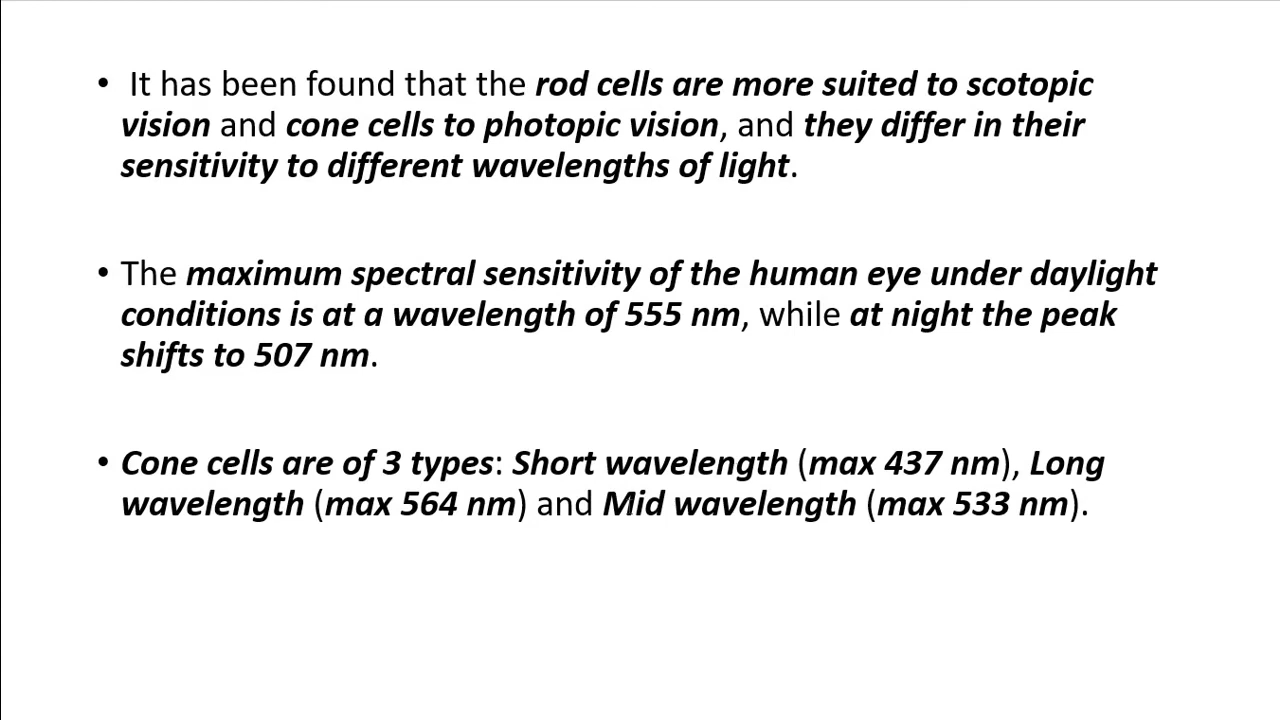 • It has been found that the rod cells are more suited to scotopic
vision and cone cells to photopic vision, and they differ in their
sensitivity to different wavelengths of light.
• The maximum spectral sensitivity of the human eye under daylight
conditions is at a wavelength of 555 nm, while at night the peak
shifts to 507 nm.
• Cone cells are of 3 types: Short wavelength (max 437 nm), Long
wavelength (max 564 nm) and Mid wavelength (max 533 nm).